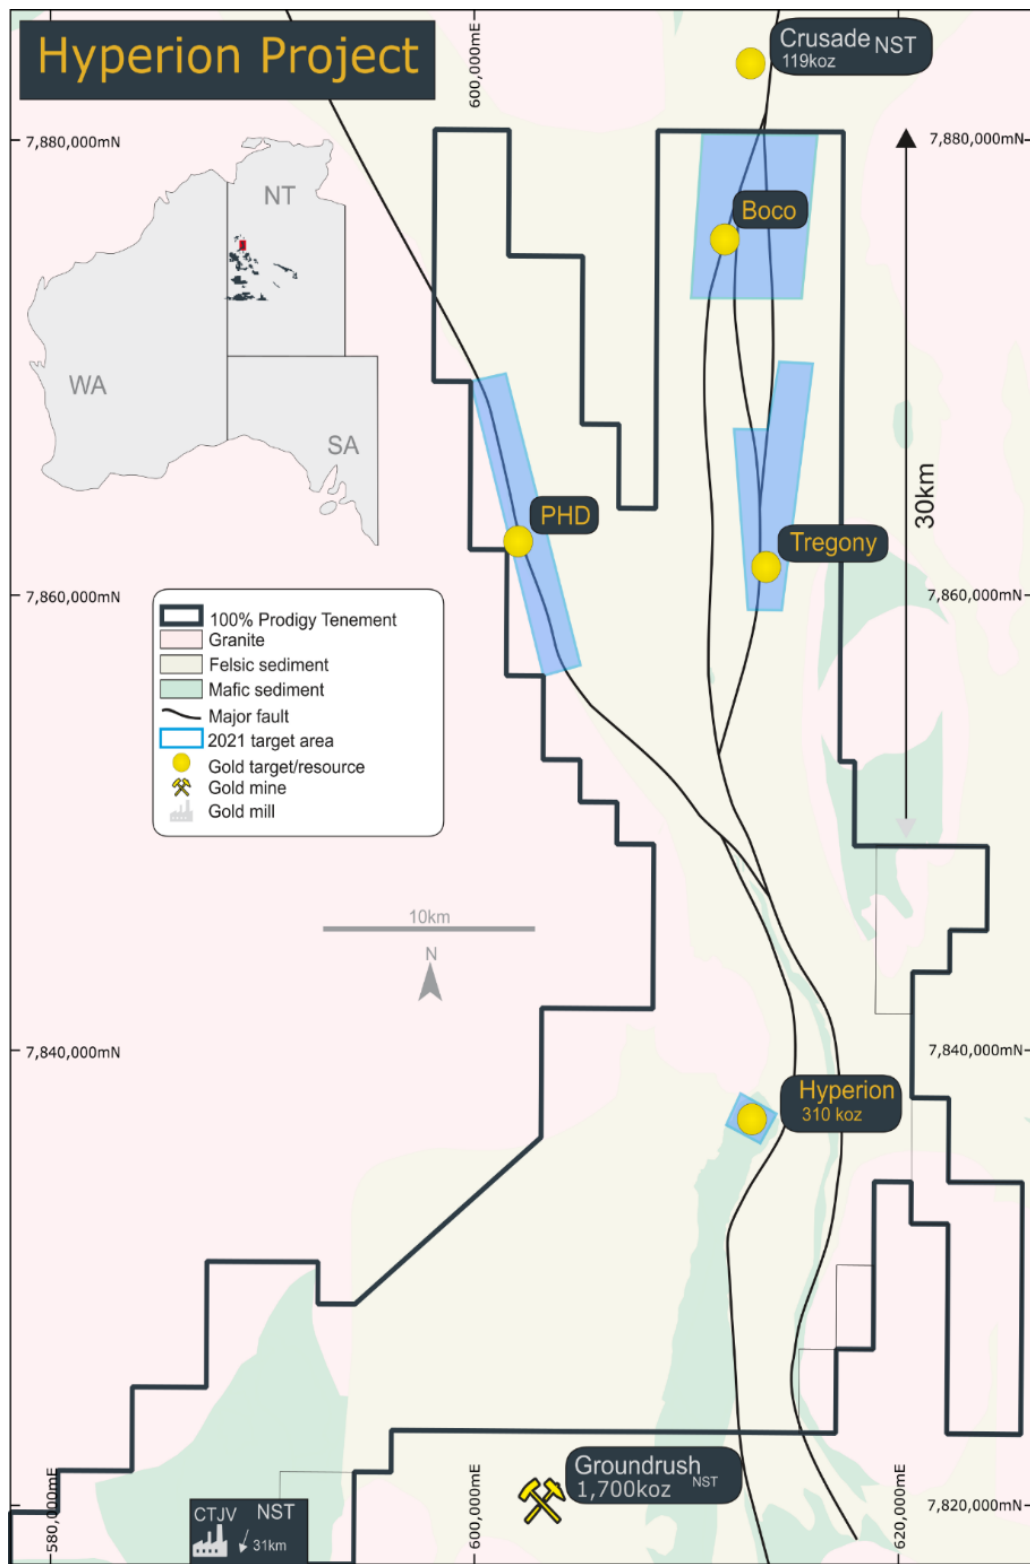 Hyperion Project
600,000mE
Crusade NST
119koz
7,880,000mN
7,880,000mN
NT
WA
SA
Boco
30km
PHD
Tregony
7,860,000mN
7,860,000mN
100% Prodigy Tenement
Granite
Felsic sediment
Mafic sediment
Major fault
2021 target area
Gold target/resource
Gold mine
Gold mill
10km
N
7,840,000mN
7,840,000mN
Hyperion
310 koz
Groundrush
1,700koz NST
580,000mE
600,000mE
620,000mE
7,820,000mN
CTJV NST
31km